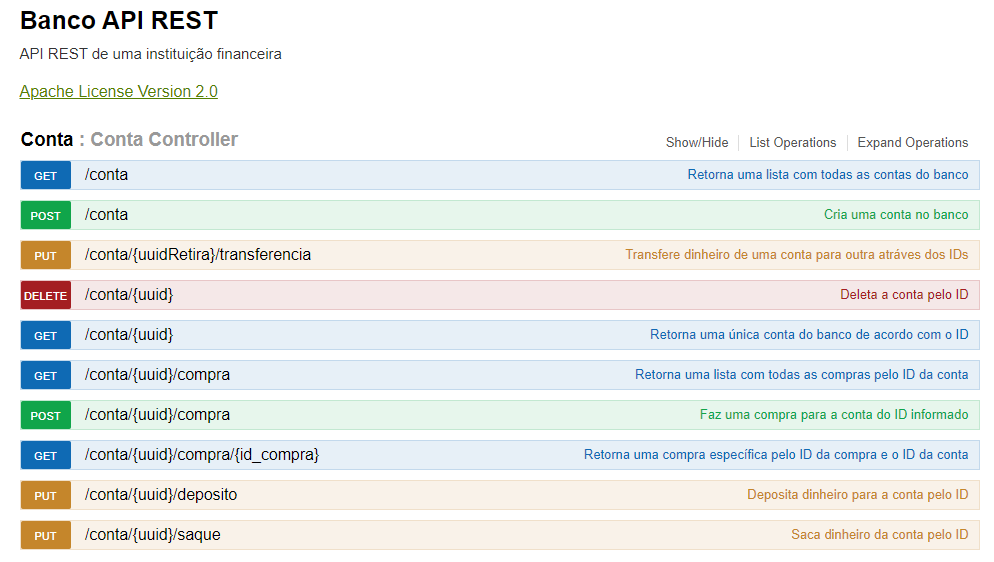 Banco API REST
API REST de uma instituição financeira
Apache License Version 2.0
Conta : Conta Controller Show/Hide List Operations Expand Operations
GET /conta Retorna uma lista com todas as contas do banco
POST /conta Cria uma conta no banco
PUT /conta/{uuidRetira}/transferencia Transfere dinheiro de uma conta para outra atráves dos IDs
DELETE /conta/{uuid} Deleta a conta pelo ID
GET /conta/{uuid} Retorna uma única conta do banco de acordo com o ID
GET /conta/{uuid}/compra Retorna uma lista com todas as compras pelo ID da conta
POST /conta/{uuid}/compra Faz uma compra para a conta do ID informado
GET /conta/{uuid}/compra/{id_compra} Retorna uma compra específica pelo ID da compra e o ID da conta
PUT /conta/{uuid}/deposito Deposita dinheiro para a conta pelo ID
PUT /conta/{uuid}/saque Saca dinheiro da conta pelo ID